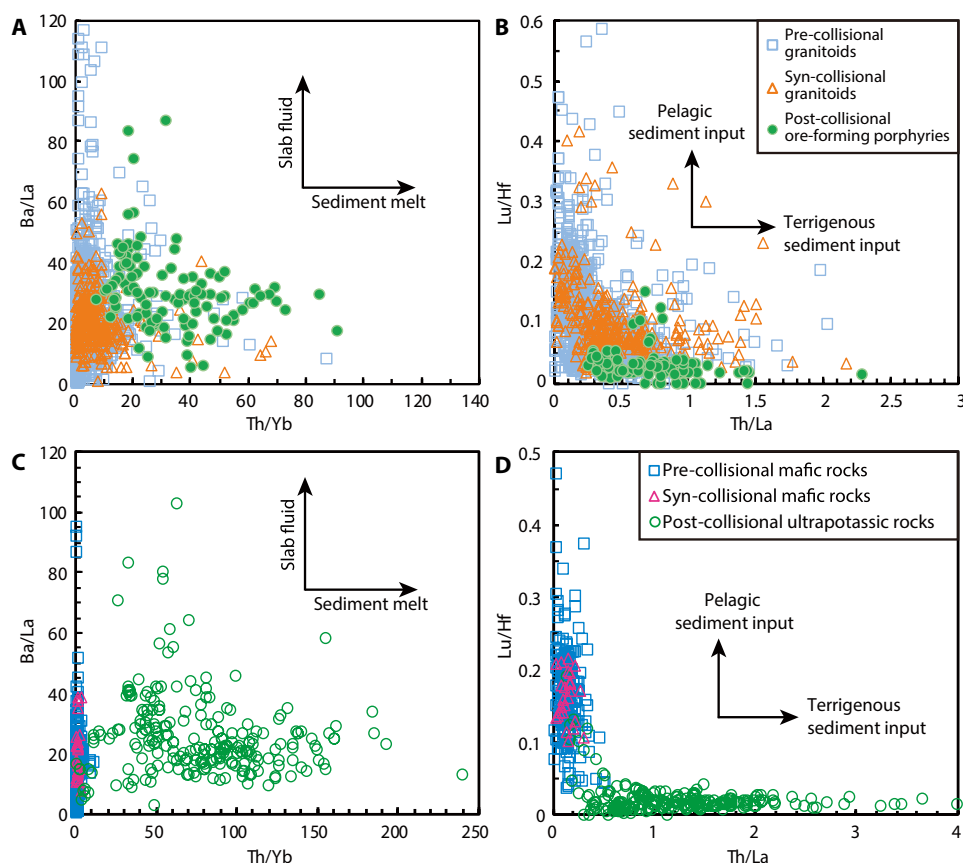 A
120
100
80
60
40
20
0
Ba/La
Slab fluid
Sediment melt
0 20 40 60 80 100 120 140
Th/Yb
B
0.6
0.5
0.4
0.3
0.2
0.1
0
Lu/Hf
Pre-collisional
granitoids
Syn-collisional
granitoids
Post-collisional
ore-forming porphyries
Pelagic
sediment input
Terrigenous
sediment input
0 0.5 1 1.5 2 2.5 3
Th/La
C
120
100
80
60
40
20
0
Ba/La
Slab fluid
Sediment melt
0 50 100 150 200 250
Th/Yb
D
0.5
0.4
0.3
0.2
0.1
0
Lu/Hf
Pre-collisional mafic rocks
Syn-collisional mafic rocks
Post-collisional ultrapotassic rocks
Pelagic
sediment input
Terrigenous
sediment input
0 1 2 3 4
Th/La